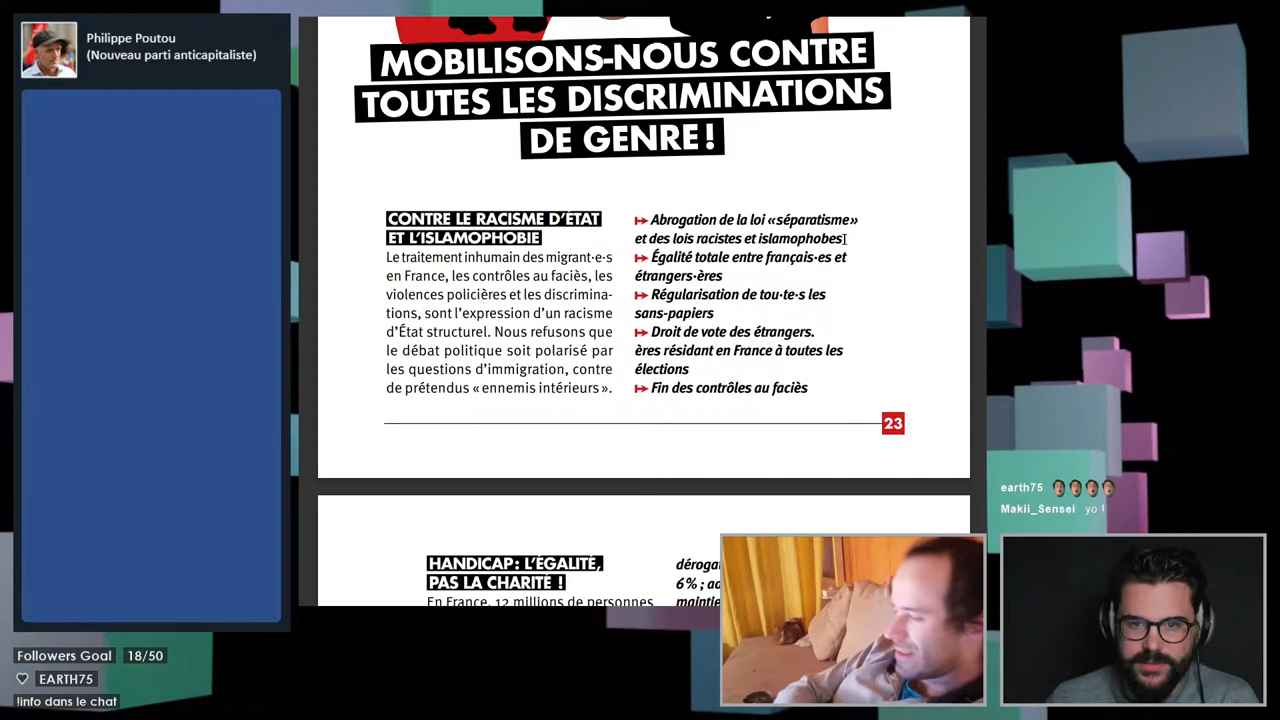 Philippe Poutou
(Nouveau parti anticapitaliste)
MOBILISONS-NOUS CONTRE
TOUTES LES DISCRIMINATIONS
DE GENRE !
CONTRE LE RACISME D'ÉTAT
ET L'ISLAMOPHOBIE
Le traitement inhumain des migrant·e·s
en France, les contrôles au faciès, les
violences policières et les discrimina-
tions, sont l'expression d'un racisme
d'État structurel. Nous refusons que
le débat politique soit polarisé par
les questions d'immigration, contre
de prétendus « ennemis intérieurs ».
↦ Abrogation de la loi «séparatisme»
et des lois racistes et islamophobes
↦ Égalité totale entre français·es et
étrangers·ères
↦ Régularisation de tou·te·s les
sans-papiers
↦ Droit de vote des étrangers.
ères résidant en France à toutes les
élections
↦ Fin des contrôles au faciès
23
HANDICAP : L'ÉGALITÉ,
PAS LA CHARITÉ !
En France, 12 millions de personnes
déroga
6% ; a
maintie
earth75
Makii_Sensei yo !
Followers Goal 18/50
EARTH75
!info dans le chat